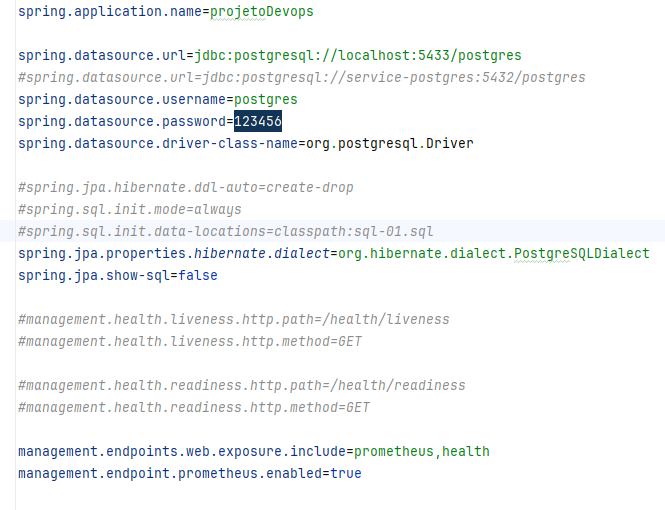 spring.application.name=projetoDevops
spring.datasource.url=jdbc:postgresql://localhost:5433/postgres
#spring.datasource.url=jdbc:postgresql://service-postgres:5432/postgres
spring.datasource.username=postgres
spring.datasource.password=123456
spring.datasource.driver-class-name=org.postgresql.Driver
#spring.jpa.hibernate.ddl-auto=create-drop
#spring.sql.init.mode=always
#spring.sql.init.data-locations=classpath:sql-01.sql
spring.jpa.properties.hibernate.dialect=org.hibernate.dialect.PostgreSQLDialect
spring.jpa.show-sql=false
#management.health.liveness.http.path=/health/liveness
#management.health.liveness.http.method=GET
#management.health.readiness.http.path=/health/readiness
#management.health.readiness.http.method=GET
management.endpoints.web.exposure.include=prometheus,health
management.endpoint.prometheus.enabled=true